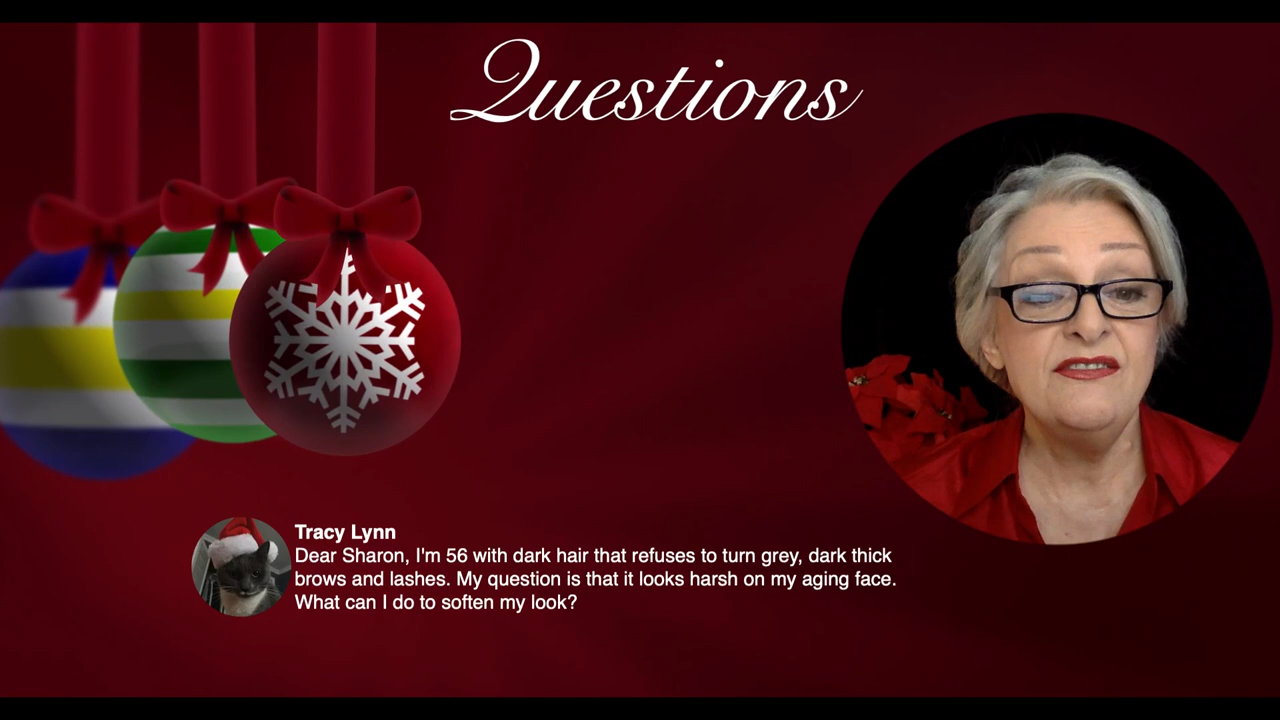 Questions
Tracy Lynn
Dear Sharon, I'm 56 with dark hair that refuses to turn grey, dark thick
brows and lashes. My question is that it looks harsh on my aging face.
What can I do to soften my look?